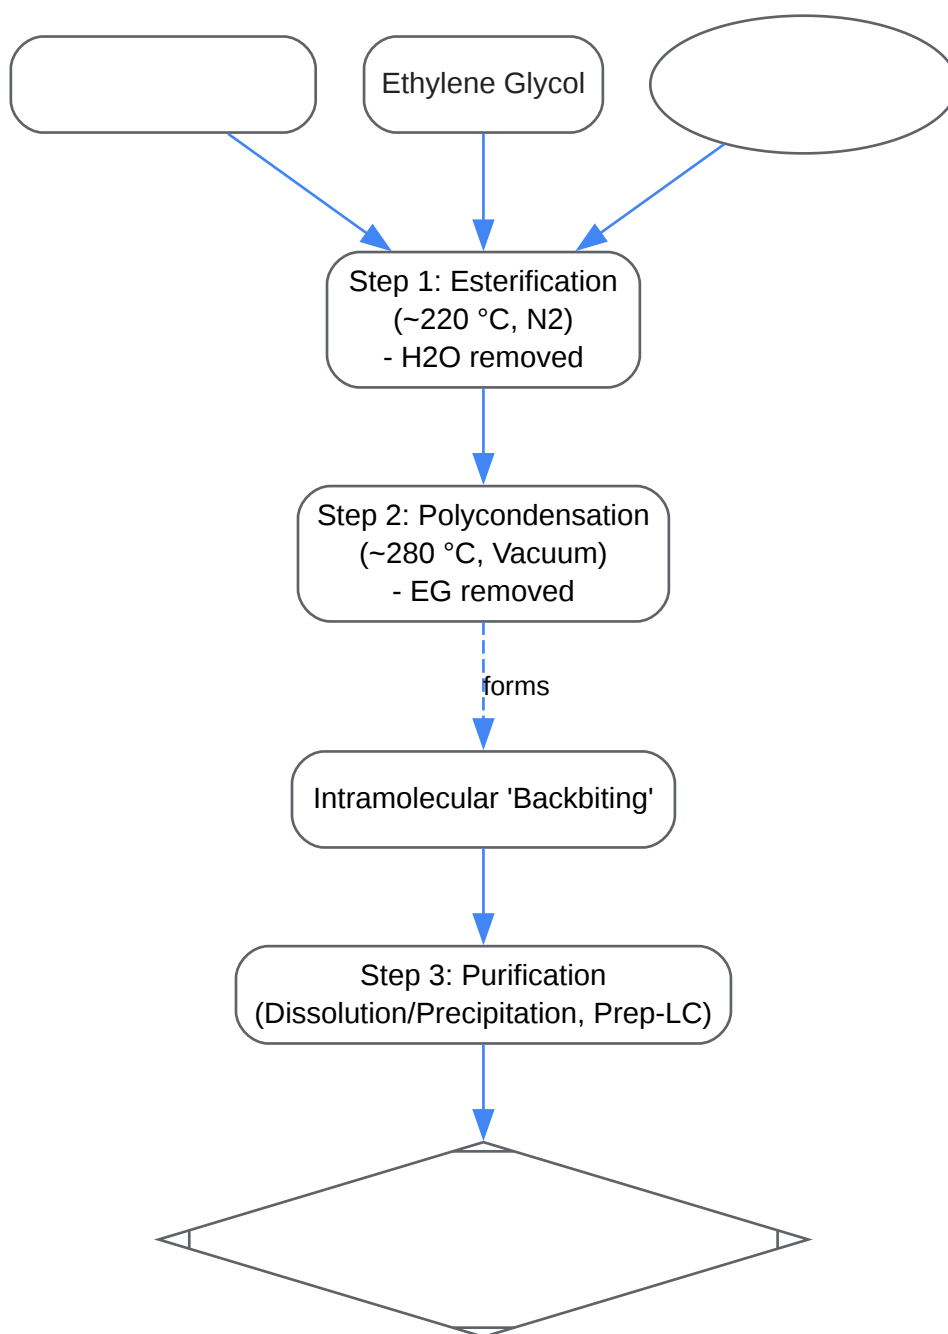 Ethylene Glycol
Step 1: Esterification
(~220 °C, N2)
- H2O removed
Step 2: Polycondensation
(~280 °C, Vacuum)
- EG removed
forms
Intramolecular 'Backbiting'
Step 3: Purification
(Dissolution/Precipitation, Prep-LC)